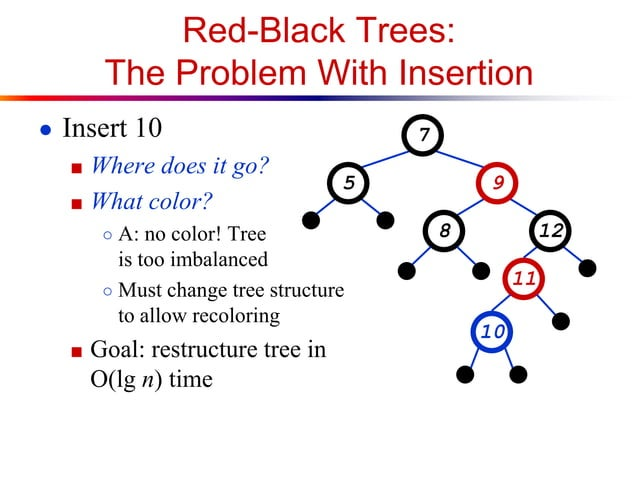 Red-Black Trees:
The Problem With Insertion
● Insert 10
■ Where does it go?
■ What color?
○ A: no color! Tree
is too imbalanced
○ Must change tree structure
to allow recoloring
■ Goal: restructure tree in
O(lg n) time
7
5
9
8
12
11
10